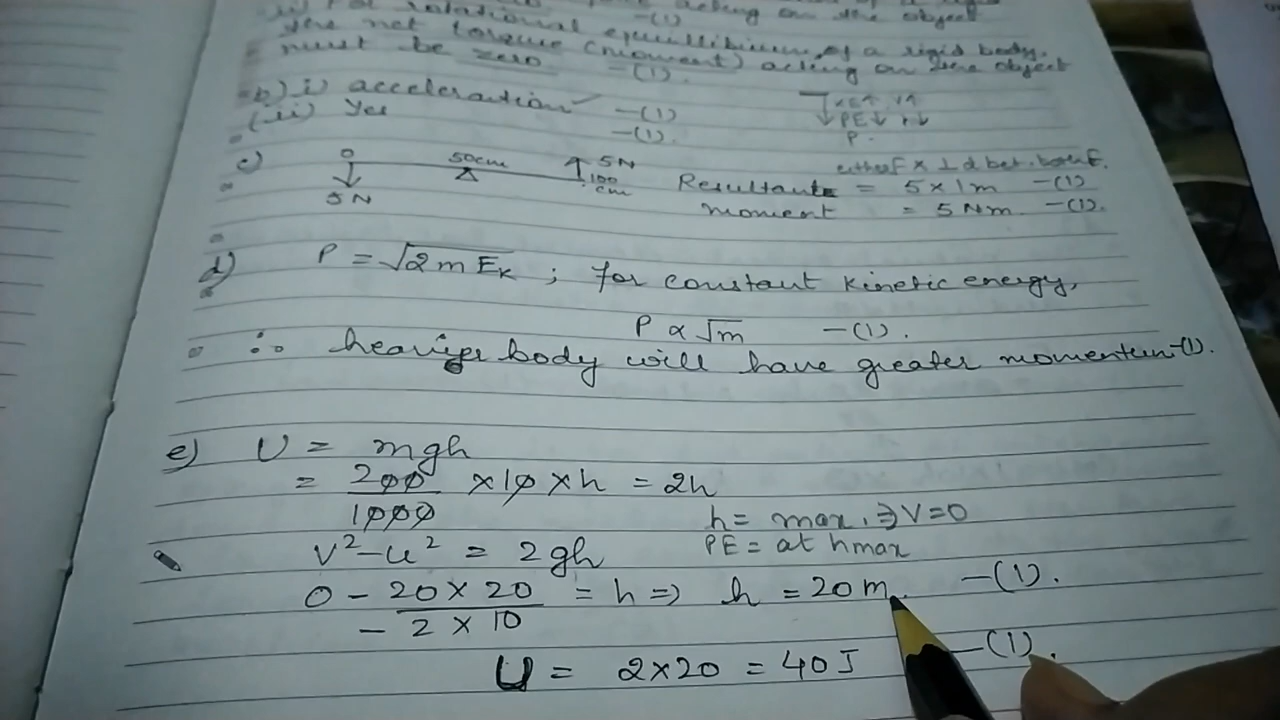 for rotational equillibrium of a rigid body,
the net torque (moment) acting on the object
must be zero -(1)
b) i) acceleration -(1)
(ii) Yes -(1).
KE↑ V↑
PE↓ h↓
P.
c) 0 50cm 5N
100 cm
5N
either F x ⊥ d bet. both F.
Resultant = 5 x 1m -(1)
moment = 5 Nm. -(1).
d) P = √2mEK ; for constant kinetic energy,
P ∝ √m -(1).
∴ heavier body will have greater momentum -(1).
e) U = mgh
= 200/1000 x 10 x h = 2h
h = max. ⇒ V=0
V²-u² = 2gh PE = at hmax
0 - 20 x 20 / - 2 x 10 = h => h = 20 m. -(1).
U = 2x20 = 40J -(1).